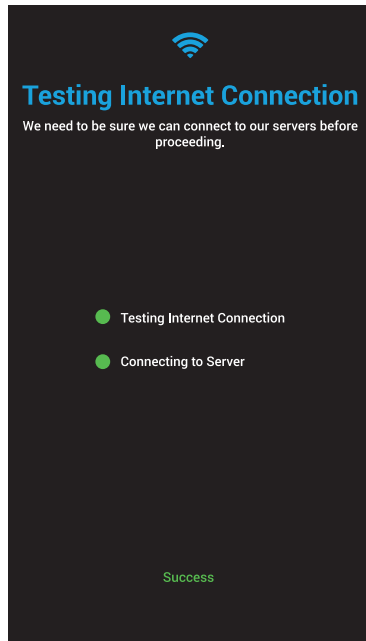 Testing Internet Connection
We need to be sure we can connect to our servers before
proceeding.
Testing Internet Connection
Connecting to Server
Success